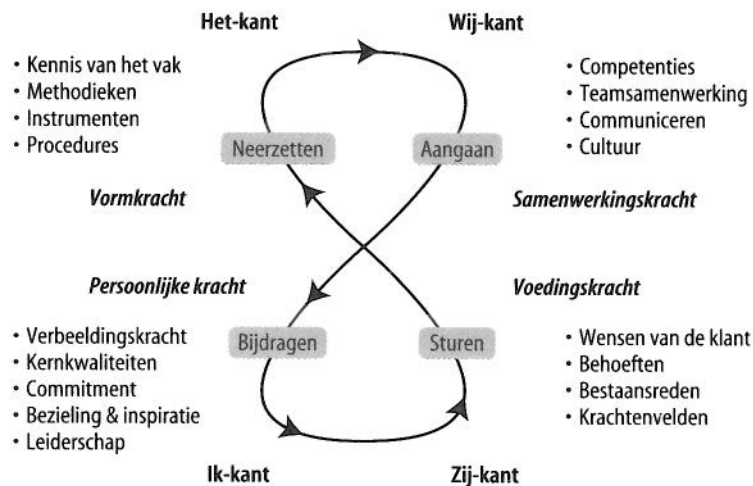 Het-kant
Wij-kant
• Kennis van het vak
• Methodieken
• Instrumenten
• Procedures
• Competenties
• Teamsamenwerking
• Communiceren
• Cultuur
Neerzetten
Aangaan
Vormkracht
Samenwerkingskracht
Persoonlijke kracht
Voedingskracht
• Verbeeldingskracht
• Kernkwaliteiten
• Commitment
• Bezieling & inspiratie
• Leiderschap
Bijdragen
Sturen
• Wensen van de klant
• Behoeften
• Bestaansreden
• Krachtenvelden
Ik-kant
Zij-kant